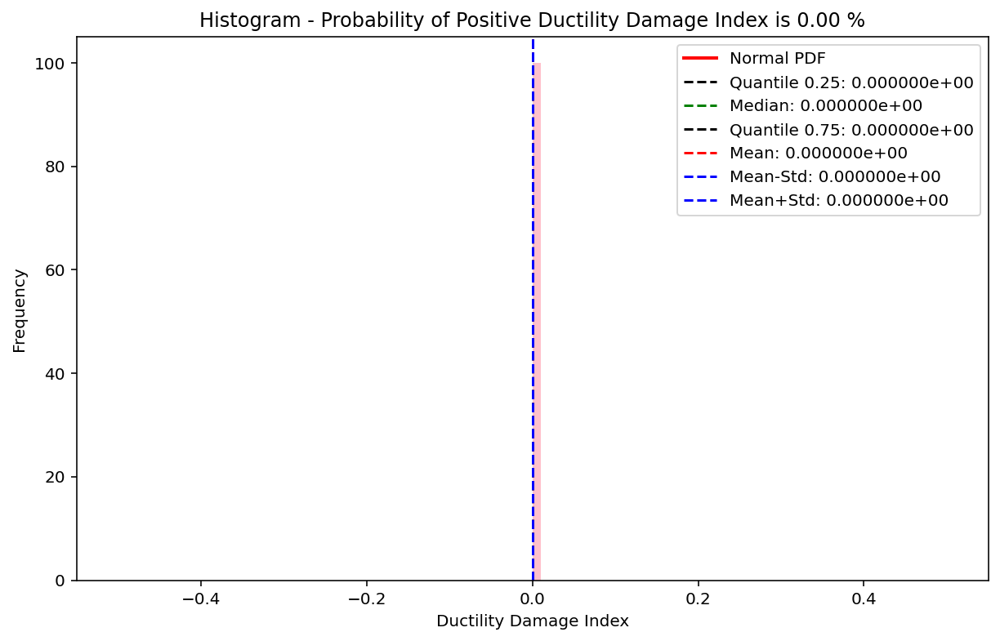 Histogram - Probability of Positive Ductility Damage Index is 0.00 %
Normal PDF
Quantile 0.25: 0.000000e+00
Median: 0.000000e+00
Quantile 0.75: 0.000000e+00
Mean: 0.000000e+00
Mean-Std: 0.000000e+00
Mean+Std: 0.000000e+00
100
80
60
40
20
0
Frequency
−0.4
−0.2
0.0
0.2
0.4
Ductility Damage Index